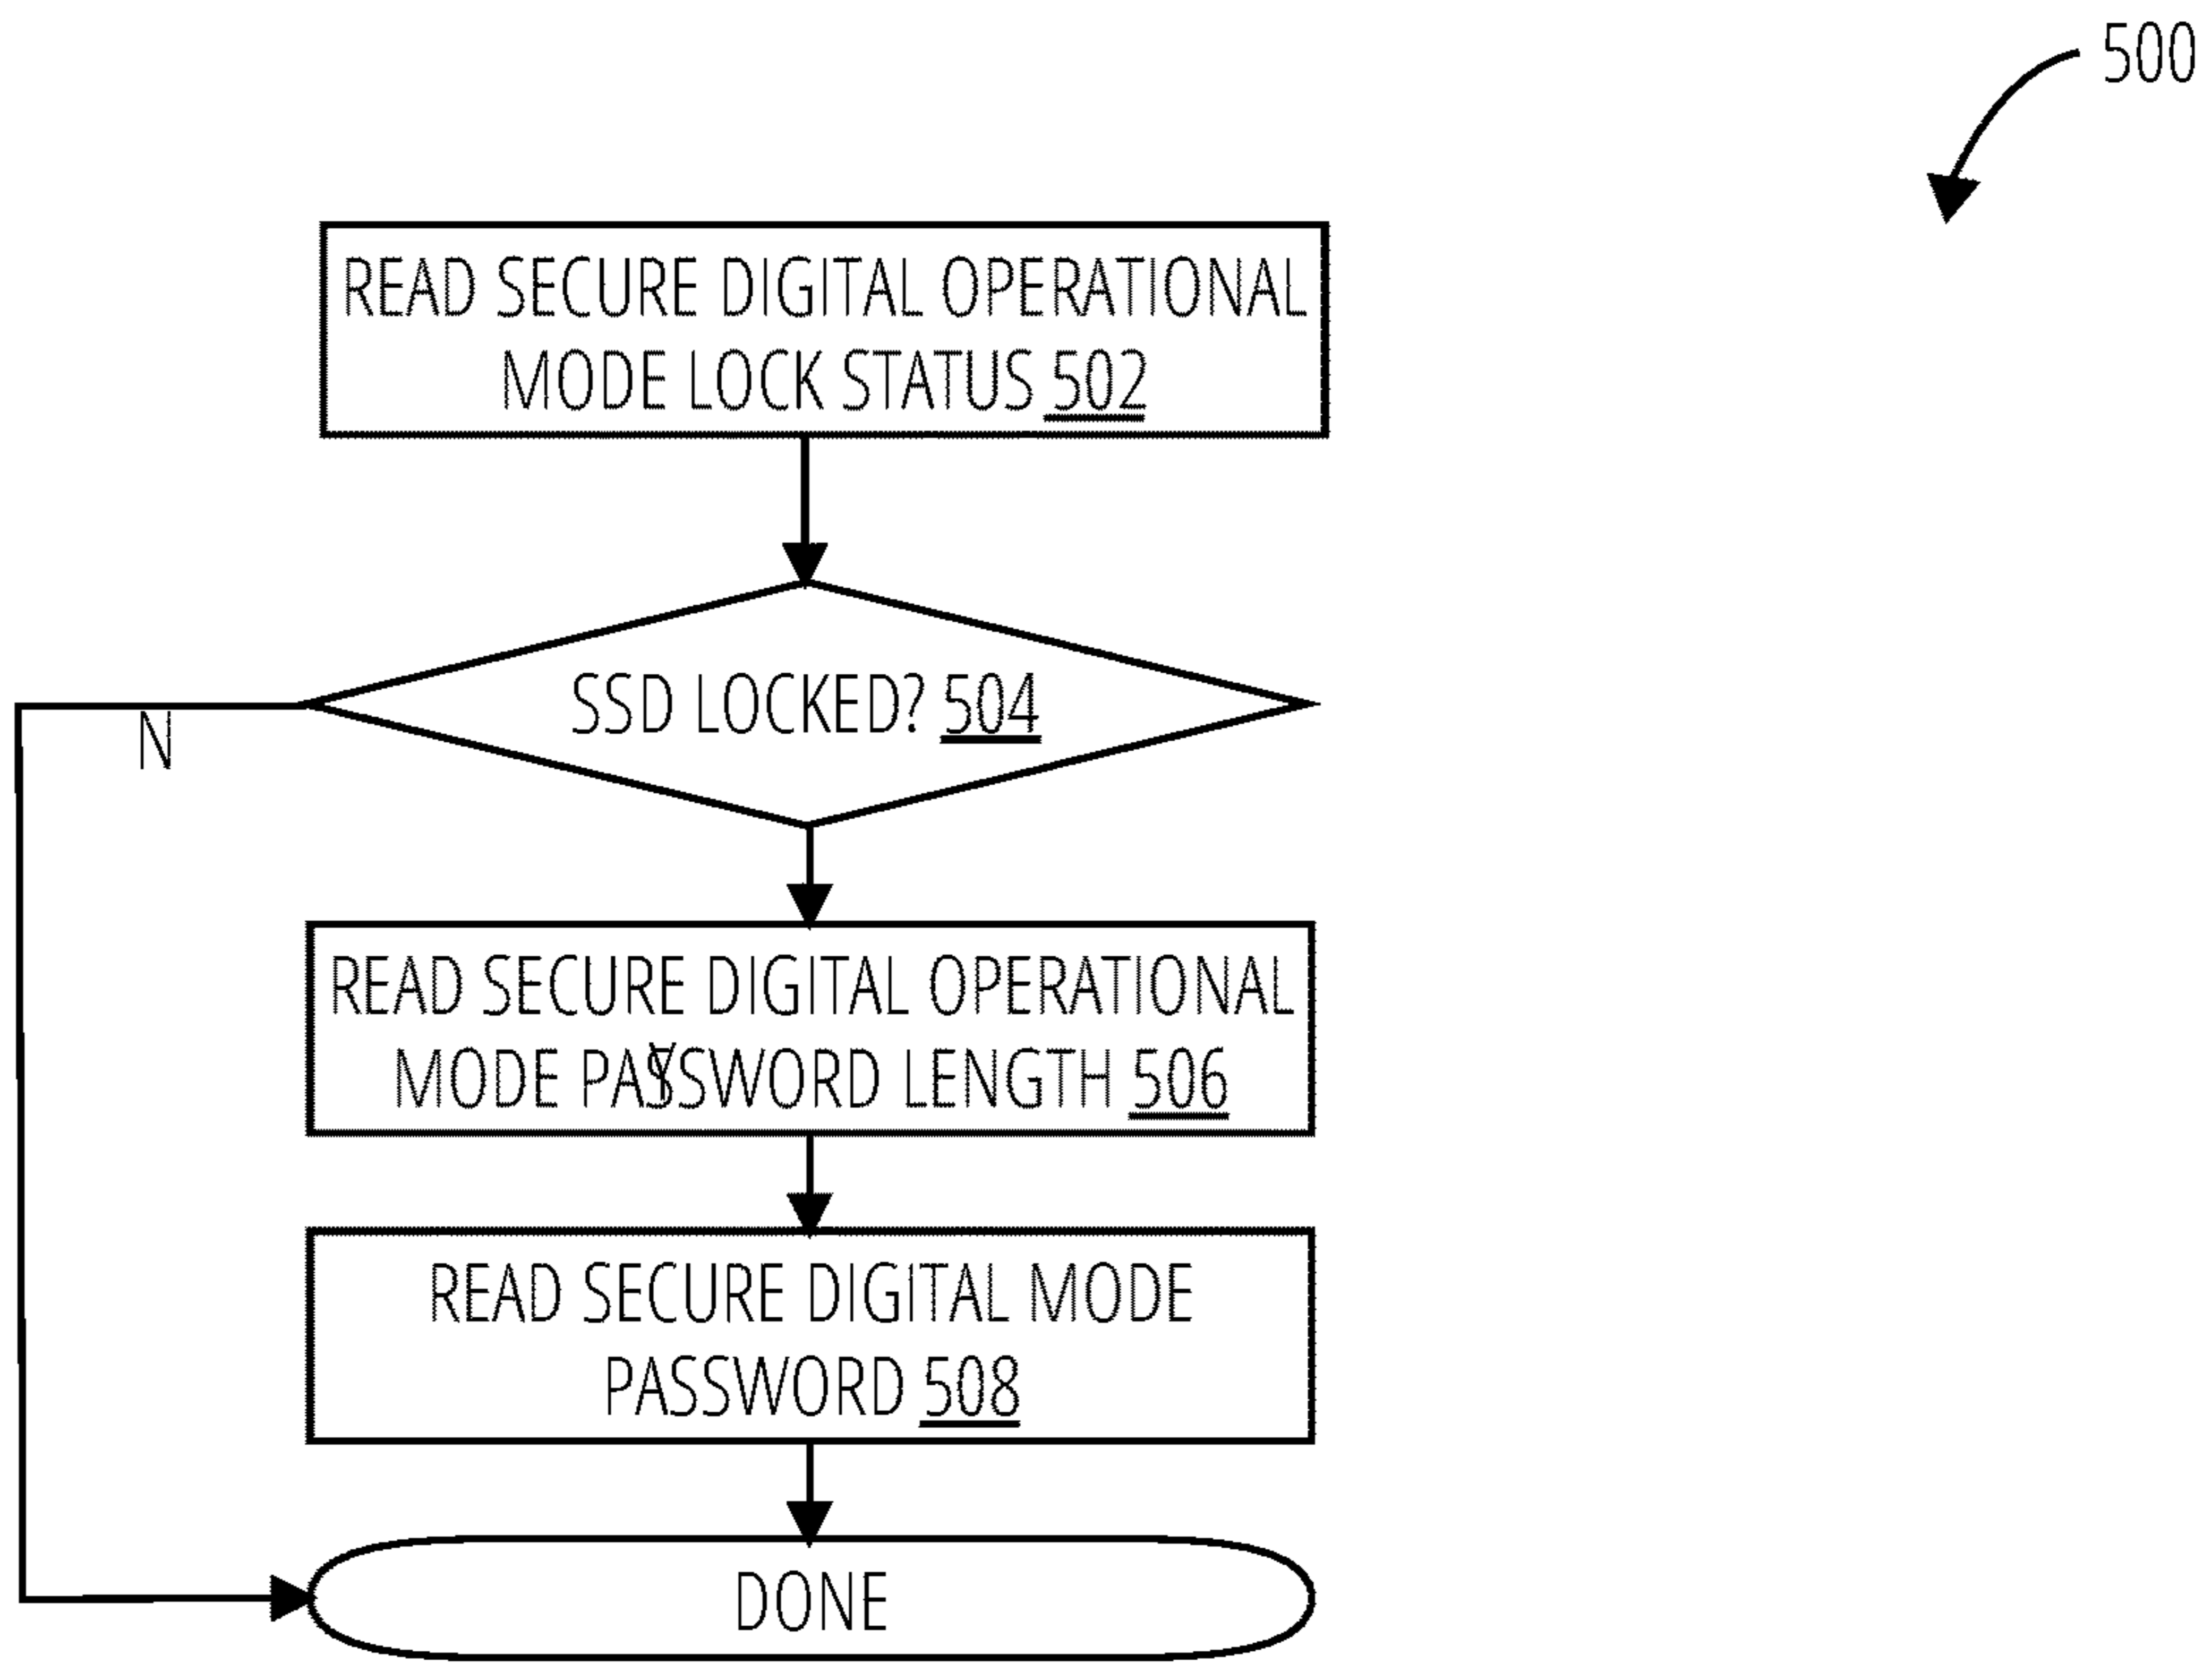 500
READ SECURE DIGITAL OPERATIONAL
MODE LOCK STATUS 502
SSD LOCKED? 504
N
READ SECURE DIGITAL OPERATIONAL
MODE PASSWORD LENGTH 506
Y
READ SECURE DIGITAL MODE
PASSWORD 508
DONE